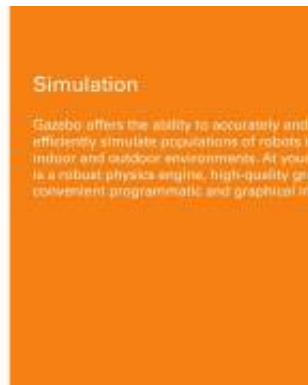 Simulation
Gazebo offers the ability to accurately and
efficiently simulate populations of robots
indoor and outdoor environments. At your
is a robust physics engine, high-quality
convenient programmatic and graphical